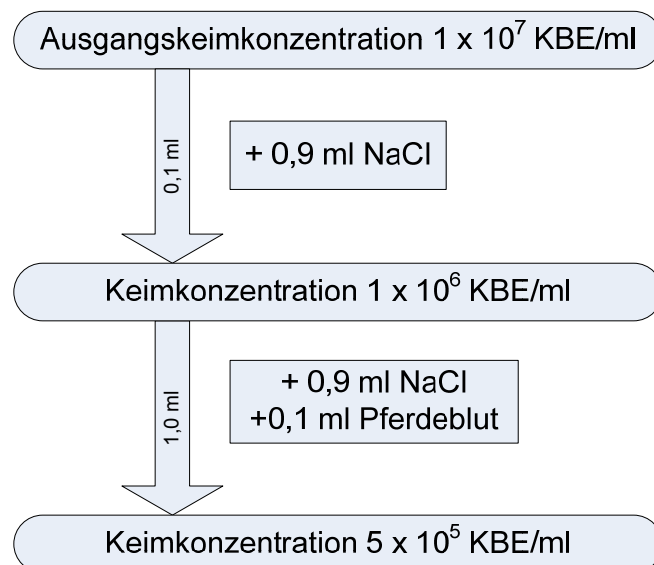 Ausgangskeimkonzentration 1 x 10⁷ KBE/ml
0,1 ml
+ 0,9 ml NaCl
Keimkonzentration 1 x 10⁶ KBE/ml
1,0 ml
+ 0,9 ml NaCl
+0,1 ml Pferdeblut
Keimkonzentration 5 x 10⁵ KBE/ml